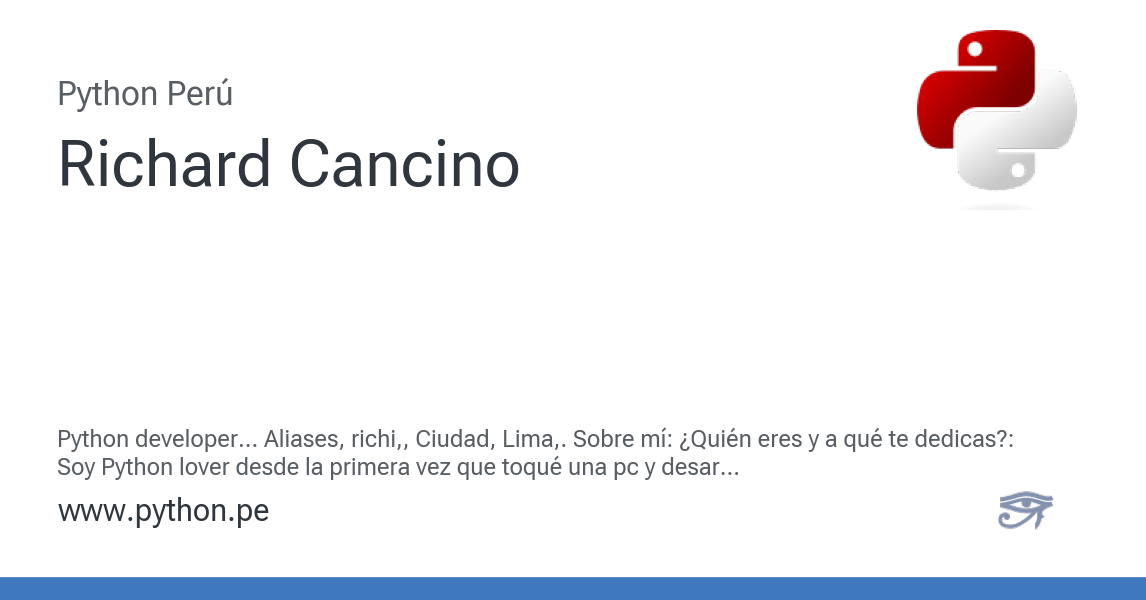 Python Perú
Richard Cancino
Python developer... Aliases, richi,, Ciudad, Lima,. Sobre mí: ¿Quién eres y a qué te dedicas?:
Soy Python lover desde la primera vez que toqué una pc y desar...
www.python.pe